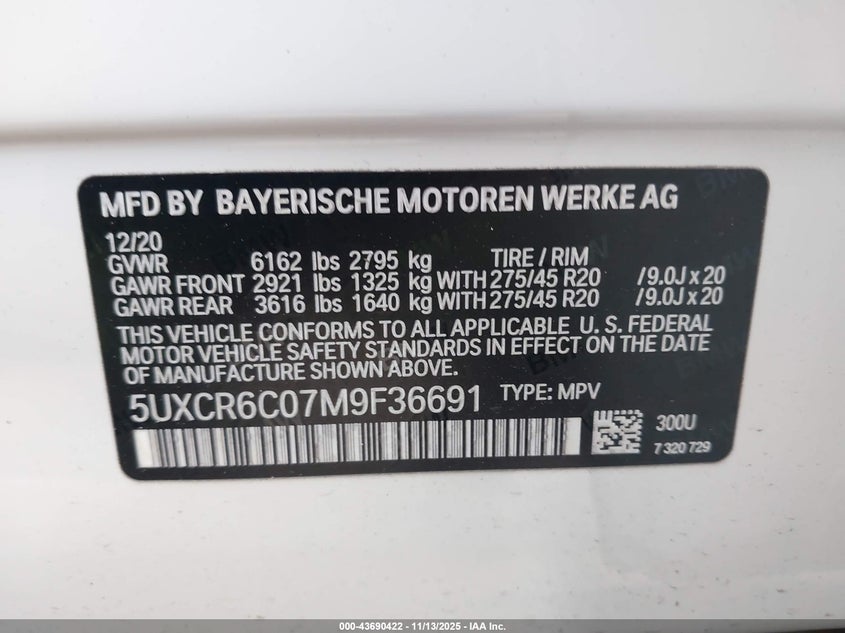 MFD BY BAYERISCHE MOTOREN WERKE AG
12/20
GVWR 6162 lbs 2795 kg TIRE / RIM
GAWR FRONT 2921 lbs 1325 kg WITH 275/45 R20 / 9.0J x 20
GAWR REAR 3616 lbs 1640 kg WITH 275/45 R20 / 9.0J x 20
THIS VEHICLE CONFORMS TO ALL APPLICABLE U. S. FEDERAL
MOTOR VEHICLE SAFETY STANDARDS IN EFFECT ON THE DATE
OF MANUFACTURE SHOWN ABOVE.
5UXCR6C07M9F36691 TYPE: MPV
300U
7 320 729
000-43690422 - 11/13/2025 - IAA Inc.